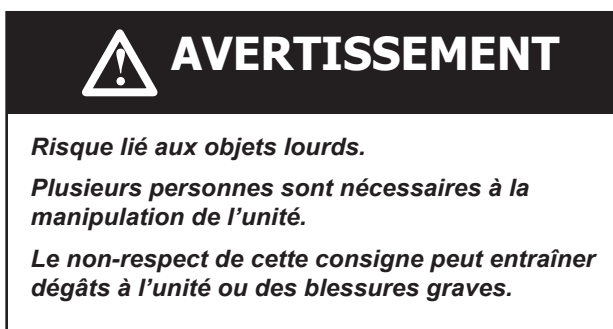 AVERTISSEMENT
Risque lié aux objets lourds.
Plusieurs personnes sont nécessaires à la
manipulation de l’unité.
Le non-respect de cette consigne peut entraîner
dégâts à l’unité ou des blessures graves.